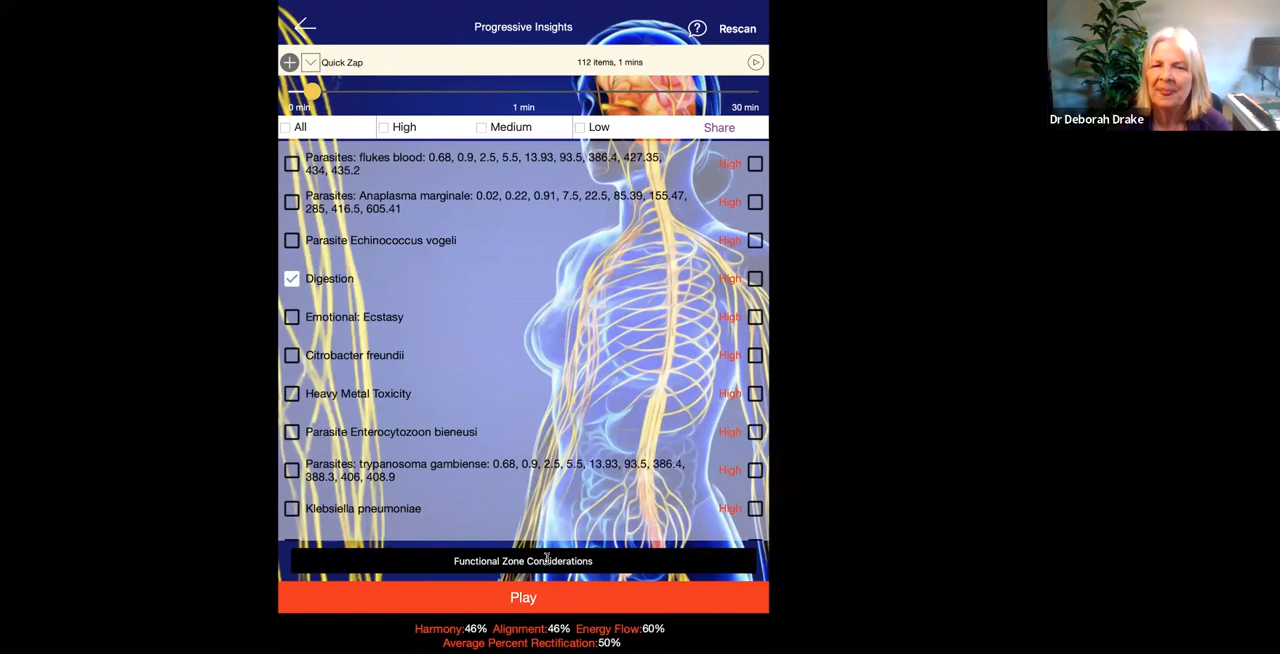 Progressive Insights
?
Rescan
Quick Zap
112 items, 1 mins
0 min
1 min
30 min
All
High
Medium
Low
Share
Parasites: flukes blood: 0.68, 0.9, 2.5, 5.5, 13.93, 93.5, 386.4, 427.35,
434, 435.2
High
Parasites: Anaplasma marginale: 0.02, 0.22, 0.91, 7.5, 22.5, 85.39, 155.47,
285, 416.5, 605.41
High
Parasite Echinococcus vogeli
High
Digestion
High
Emotional: Ecstasy
High
Citrobacter freundii
High
Heavy Metal Toxicity
High
Parasite Enterocytozoon bieneusi
High
Parasites: trypanosoma gambiense: 0.68, 0.9, 2.5, 5.5, 13.93, 93.5, 386.4,
388.3, 406, 408.9
High
Klebsiella pneumoniae
High
Functional Zone Considerations
Play
Harmony:46% Alignment:46% Energy Flow:60%
Average Percent Rectification:50%
Dr Deborah Drake